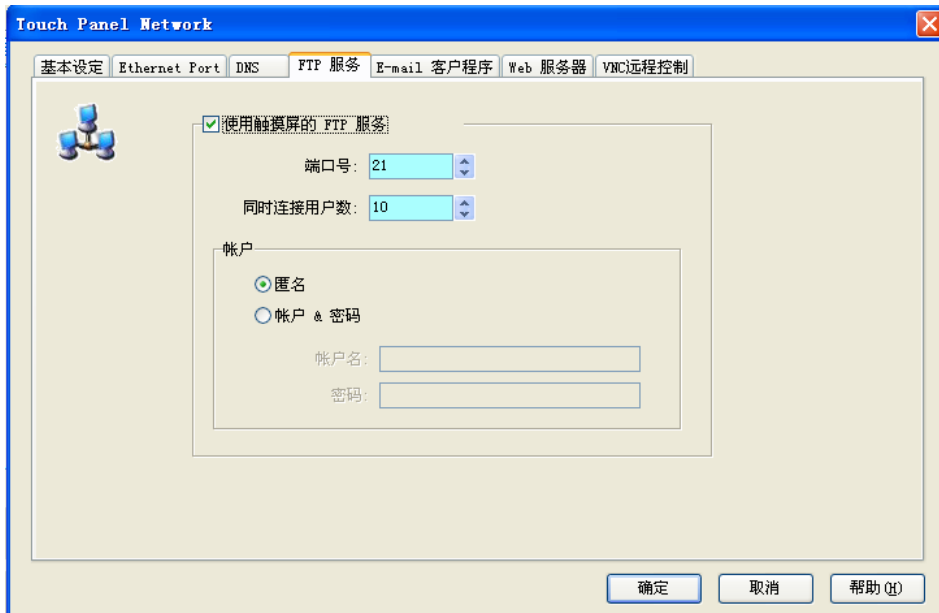 Touch Panel Network
基本设定 Ethernet Port DNS FTP 服务 E-mail 客户程序 Web 服务器 VNC远程控制
使用触摸屏的 FTP 服务
端口号: 21
同时连接用户数: 10
帐户
匿名
帐户 & 密码
帐户名:
密码:
确定 取消 帮助(H)